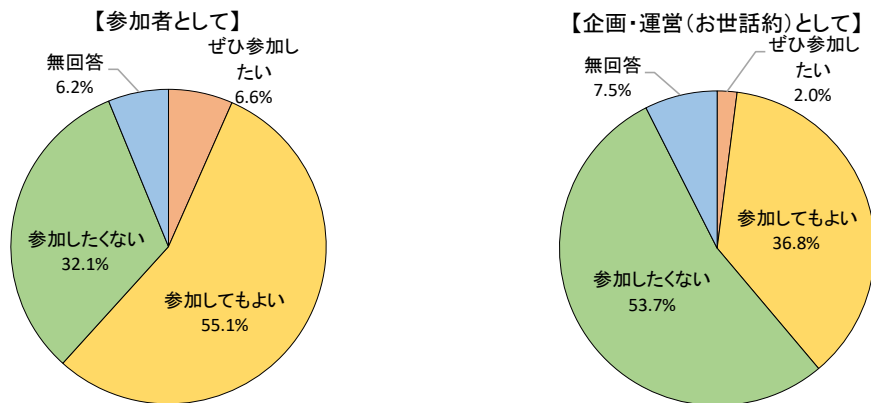 【参加者として】
無回答
6.2%
ぜひ参加し
たい
6.6%
参加したくない
32.1%
参加してもよい
55.1%
【企画・運営（お世話約）として】
無回答
7.5%
ぜひ参加し
たい
2.0%
参加してもよい
36.8%
参加したくない
53.7%